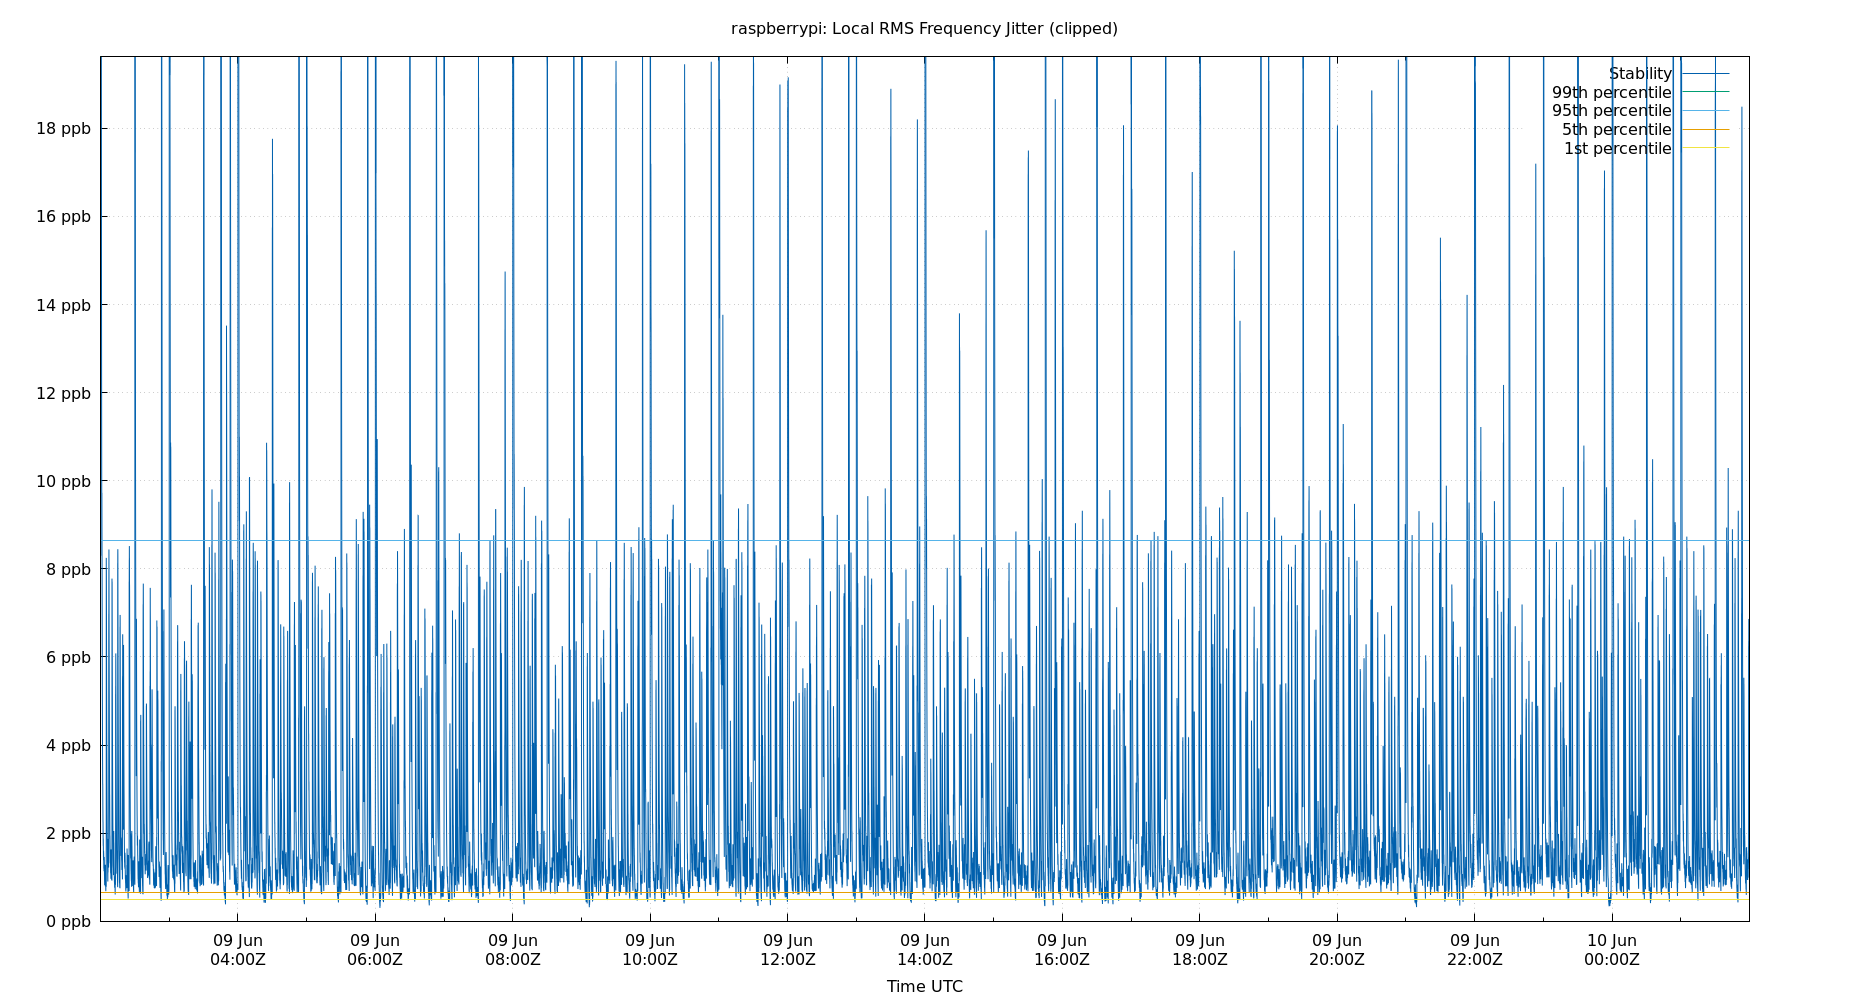 raspberrypi: Local RMS Frequency Jitter (clipped)
Stability
99th percentile
95th percentile
5th percentile
1st percentile
18 ppb
16 ppb
14 ppb
12 ppb
10 ppb
8 ppb
6 ppb
4 ppb
2 ppb
0 ppb
09 Jun 09 Jun 09 Jun 09 Jun 09 Jun 09 Jun 09 Jun 09 Jun 09 Jun 09 Jun 10 Jun
04:00Z 06:00Z 08:00Z 10:00Z 12:00Z 14:00Z 16:00Z 18:00Z 20:00Z 22:00Z 00:00Z
Time UTC